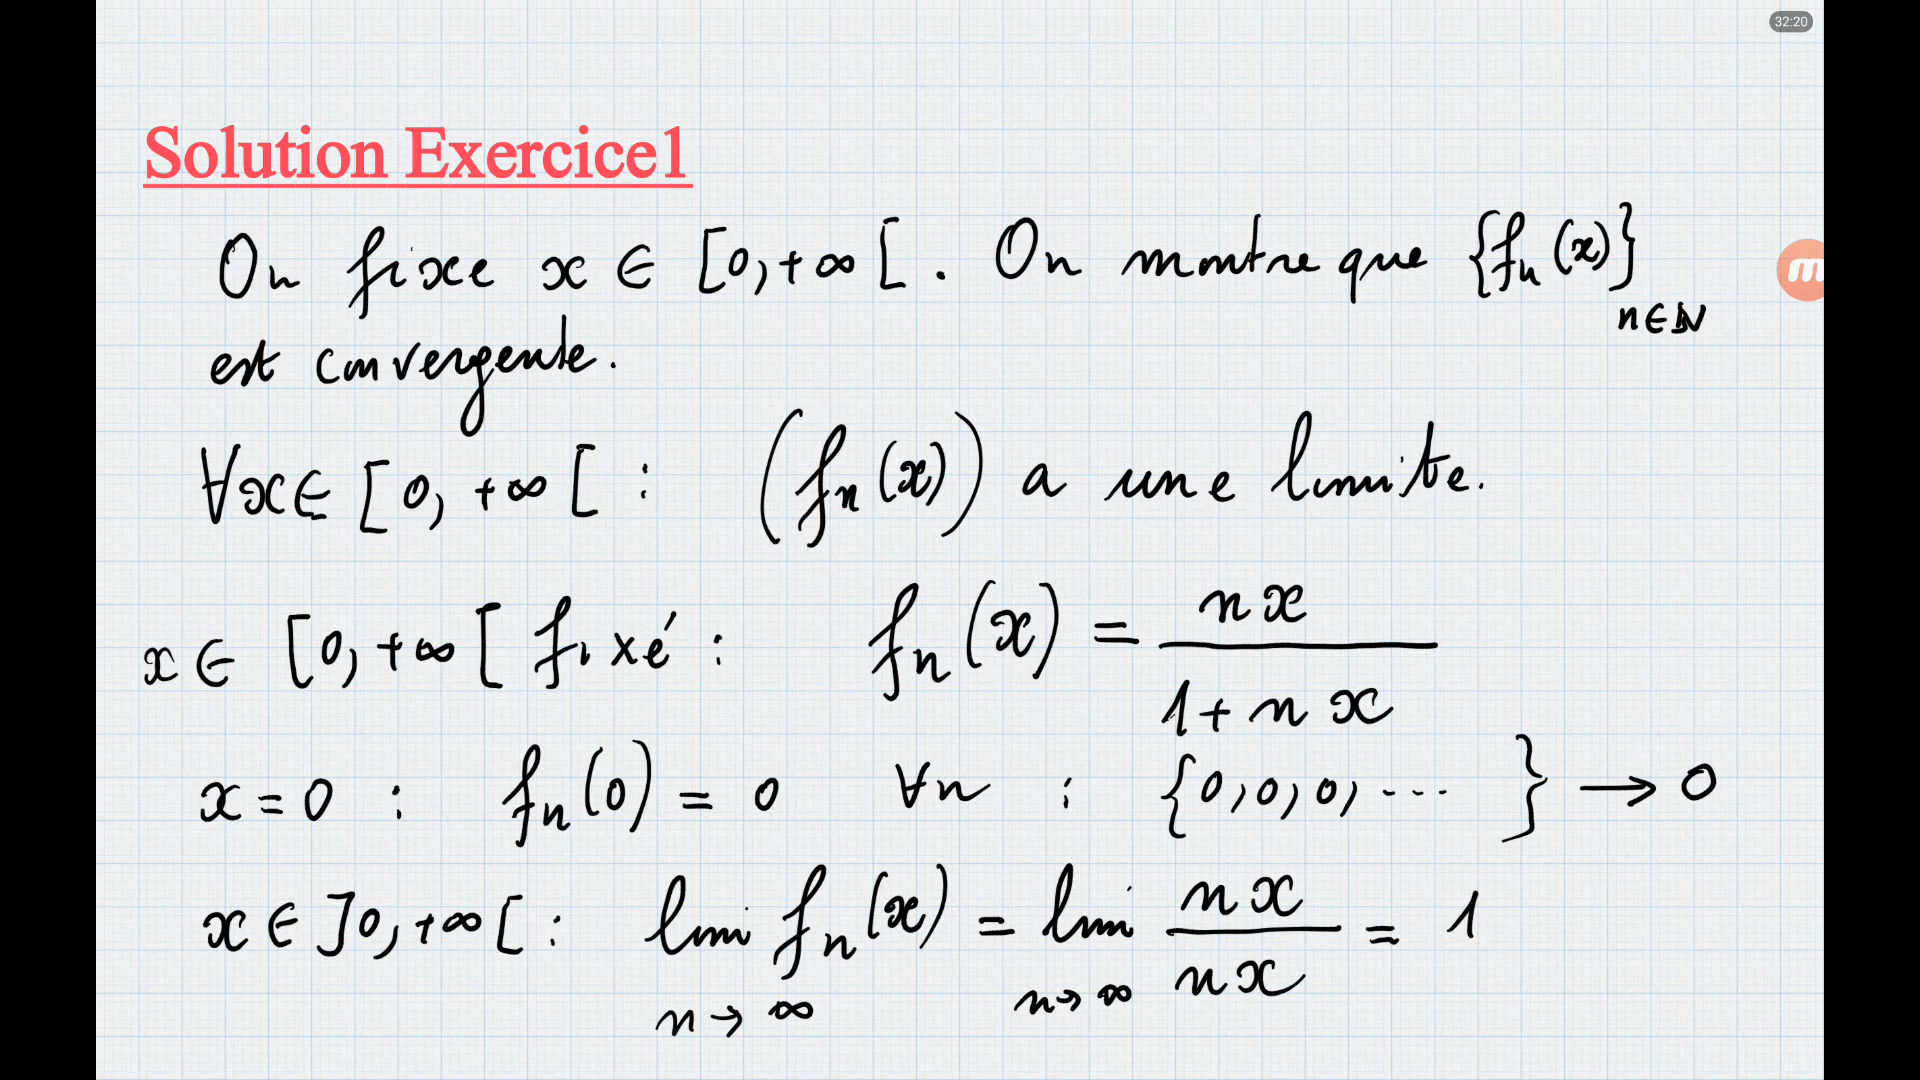 32:20
Solution Exercice1
On fixe x ∈ [0, +∞[. On montre que {fₙ(x)}ₙ∈ℕ
est convergente.
∀x ∈ [0, +∞[ : (fₙ(x)) a une limite.
x ∈ [0, +∞[ fixé : fₙ(x) = nx / 1 + nx
x = 0 : fₙ(0) = 0 ∀n : {0, 0, 0, ... } → 0
x ∈ ]0, +∞[ : lim n→∞ fₙ(x) = lim n→∞ nx / nx = 1
m